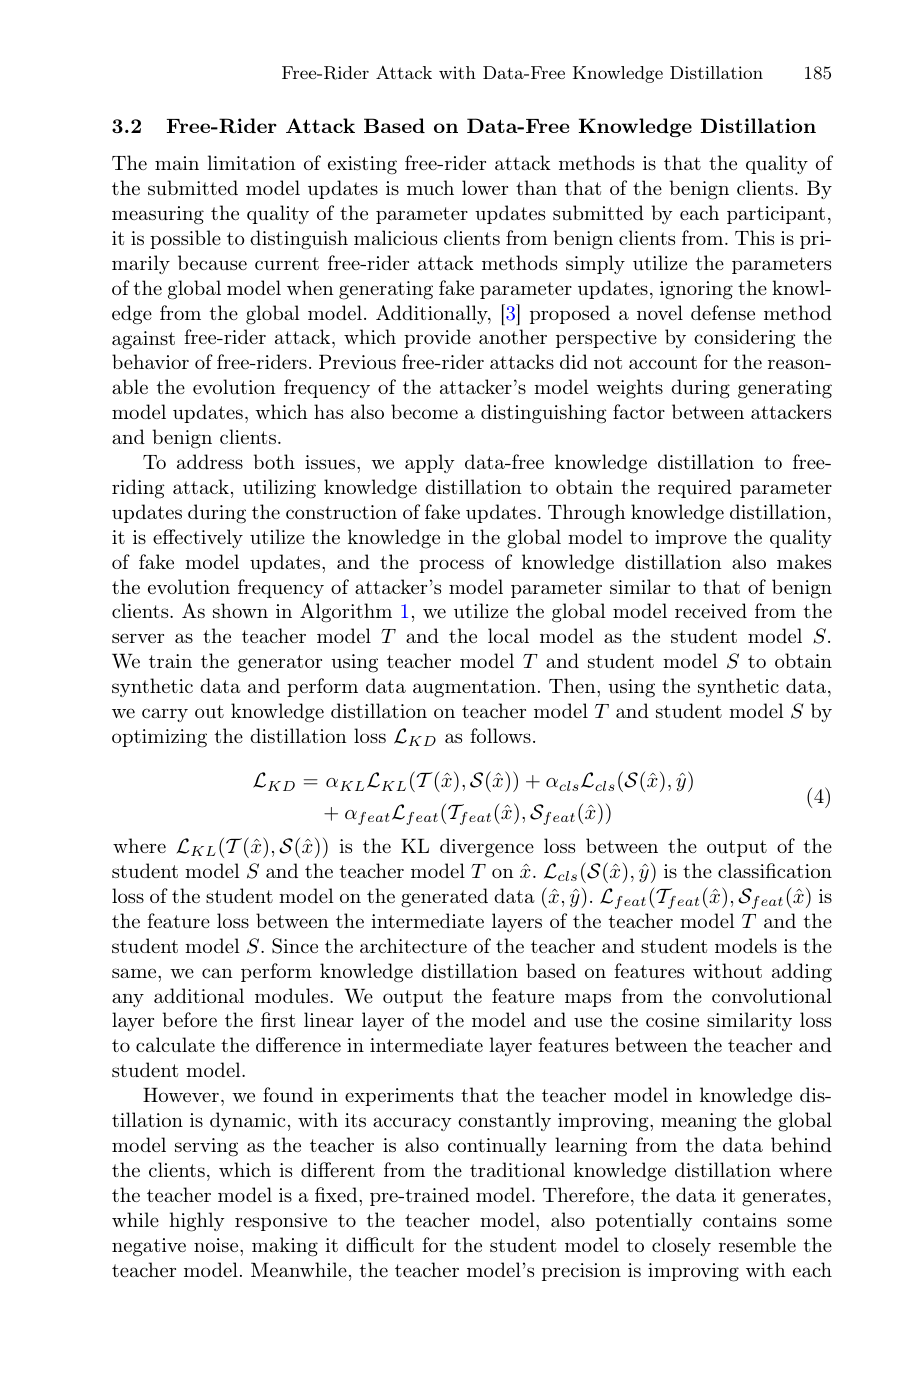 Free-Rider Attack with Data-Free Knowledge Distillation 185
3.2 Free-Rider Attack Based on Data-Free Knowledge Distillation
The main limitation of existing free-rider attack methods is that the quality of
the submitted model updates is much lower than that of the benign clients. By
measuring the quality of the parameter updates submitted by each participant,
it is possible to distinguish malicious clients from benign clients from. This is pri-
marily because current free-rider attack methods simply utilize the parameters
of the global model when generating fake parameter updates, ignoring the knowl-
edge from the global model. Additionally, [3] proposed a novel defense method
against free-rider attack, which provide another perspective by considering the
behavior of free-riders. Previous free-rider attacks did not account for the reason-
able the evolution frequency of the attacker's model weights during generating
model updates, which has also become a distinguishing factor between attackers
and benign clients.
To address both issues, we apply data-free knowledge distillation to free-
riding attack, utilizing knowledge distillation to obtain the required parameter
updates during the construction of fake updates. Through knowledge distillation,
it is effectively utilize the knowledge in the global model to improve the quality
of fake model updates, and the process of knowledge distillation also makes
the evolution frequency of attacker's model parameter similar to that of benign
clients. As shown in Algorithm 1, we utilize the global model received from the
server as the teacher model T and the local model as the student model S.
We train the generator using teacher model T and student model S to obtain
synthetic data and perform data augmentation. Then, using the synthetic data,
we carry out knowledge distillation on teacher model T and student model S by
optimizing the distillation loss ℒ_{KD} as follows.
ℒ_{KD} = α_{KL}ℒ_{KL}(𝒯(x̂), 𝒮(x̂)) + α_{cls}ℒ_{cls}(𝒮(x̂), ŷ)
+ α_{feat}ℒ_{feat}(𝒯_{feat}(x̂), 𝒮_{feat}(x̂)) (4)
where ℒ_{KL}(𝒯(x̂), 𝒮(x̂)) is the KL divergence loss between the output of the
student model S and the teacher model T on x̂. ℒ_{cls}(𝒮(x̂), ŷ) is the classification
loss of the student model on the generated data (x̂, ŷ). ℒ_{feat}(𝒯_{feat}(x̂), 𝒮_{feat}(x̂) is
the feature loss between the intermediate layers of the teacher model T and the
student model S. Since the architecture of the teacher and student models is the
same, we can perform knowledge distillation based on features without adding
any additional modules. We output the feature maps from the convolutional
layer before the first linear layer of the model and use the cosine similarity loss
to calculate the difference in intermediate layer features between the teacher and
student model.
However, we found in experiments that the teacher model in knowledge dis-
tillation is dynamic, with its accuracy constantly improving, meaning the global
model serving as the teacher is also continually learning from the data behind
the clients, which is different from the traditional knowledge distillation where
the teacher model is a fixed, pre-trained model. Therefore, the data it generates,
while highly responsive to the teacher model, also potentially contains some
negative noise, making it difficult for the student model to closely resemble the
teacher model. Meanwhile, the teacher model's precision is improving with each